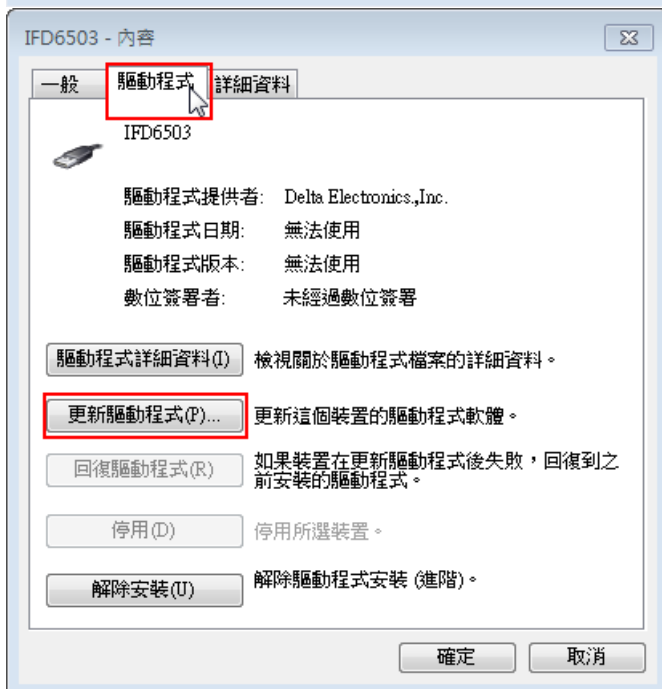 IFD6503 - 內容
一般 驅動程式 詳細資料
IFD6503
驅動程式提供者: Delta Electronics.,Inc.
驅動程式日期: 無法使用
驅動程式版本: 無法使用
數位簽署者: 未經過數位簽署
驅動程式詳細資料(I) 檢視關於驅動程式檔案的詳細資料。
更新驅動程式(P)... 更新這個裝置的驅動程式軟體。
回復驅動程式(R) 如果裝置在更新驅動程式後失敗，回復到之
前安裝的驅動程式。
停用(D) 停用所選裝置。
解除安裝(U) 解除驅動程式安裝 (進階)。
確定 取消